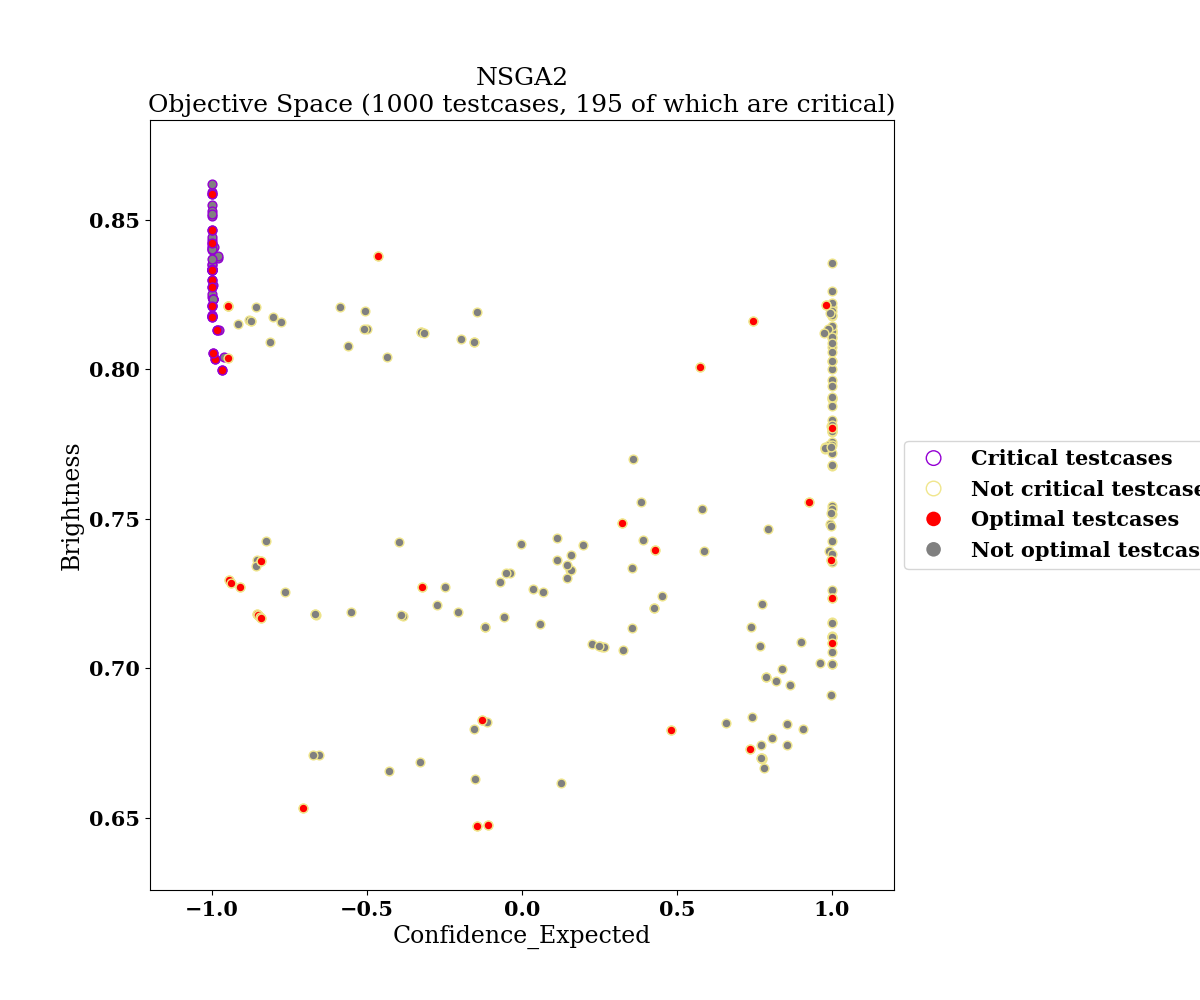 NSGA2
Objective Space (1000 testcases, 195 of which are critical)
0.85
0.80
0.75
0.70
0.65
Brightness
−1.0
−0.5
0.0
0.5
1.0
Confidence_Expected
Critical testcases
Not critical testcase
Optimal testcases
Not optimal testcas